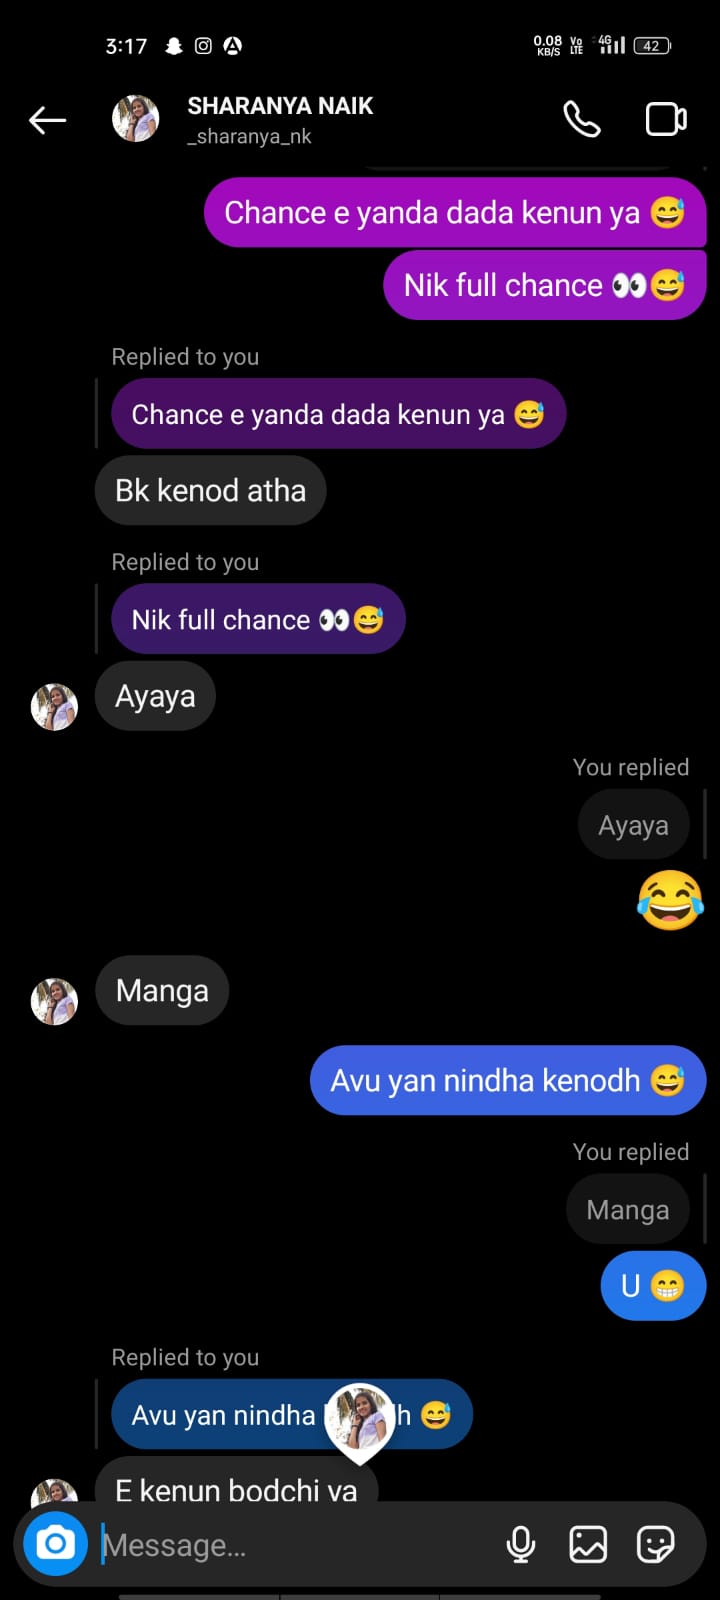 3:17
0.08 KB/S
Vo LTE
4G
42
SHARANYA NAIK
_sharanya_nk
Chance e yanda dada kenun ya 😅
Nik full chance 👀😅
Replied to you
Chance e yanda dada kenun ya 😅
Bk kenod atha
Replied to you
Nik full chance 👀😅
Ayaya
You replied
Ayaya
😂
Manga
Avu yan nindha kenodh 😅
You replied
Manga
U 😁
Replied to you
Avu yan nindha h 😅
E kenun bodchi ya
Message...